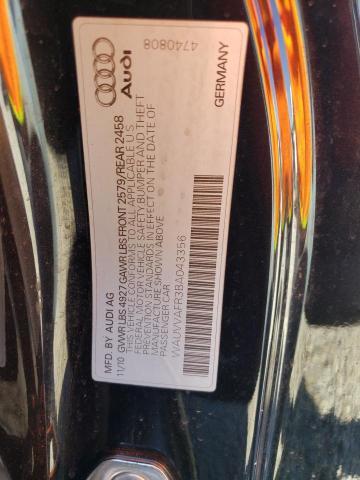 Audi
4740808
GERMANY
MFD. BY AUDI AG
11/10 GWVR LBS 4927 GAWR LBS FRONT 2579/REAR 2458
THIS VEHICLE CONFORMS TO ALL APPLICABLE U S
FEDERAL MOTOR VEHICLE SAFETY, BUMPER AND THEFT
PREVENTION STANDARDS IN EFFECT ON THE DATE OF
MANUFACTURE SHOWN ABOVE
PASSENGER CAR
WAUWVAFR3BA043356